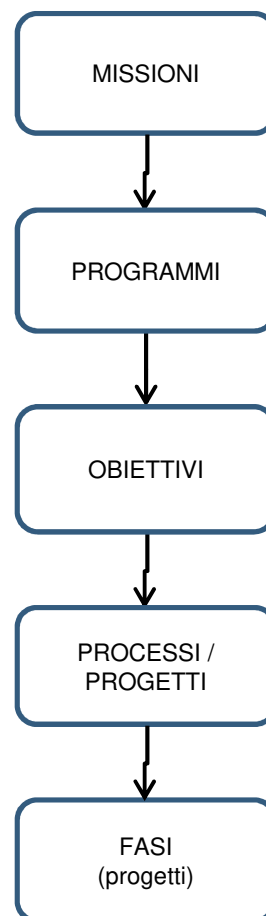 MISSIONI
PROGRAMMI
OBIETTIVI
PROCESSI /
PROGETTI
FASI
(progetti)